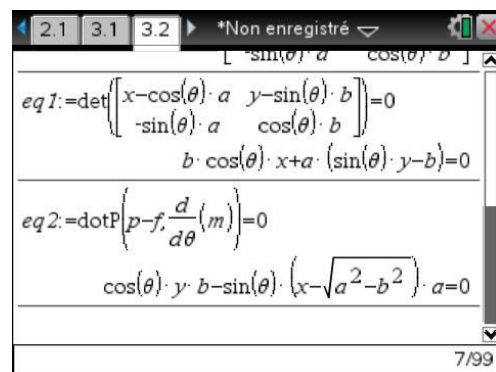 2.1 3.1 3.2 *Non enregistré
[ -sin(θ)·a cos(θ)·b ]
eq1:=det([x-cos(θ)·a y-sin(θ)·b
-sin(θ)·a cos(θ)·b])=0
b·cos(θ)·x+a·(sin(θ)·y-b)=0
eq2:=dotP(p-f,d/dθ(m))=0
cos(θ)·y·b-sin(θ)·(x-√(a²-b²))·a=0
7/99